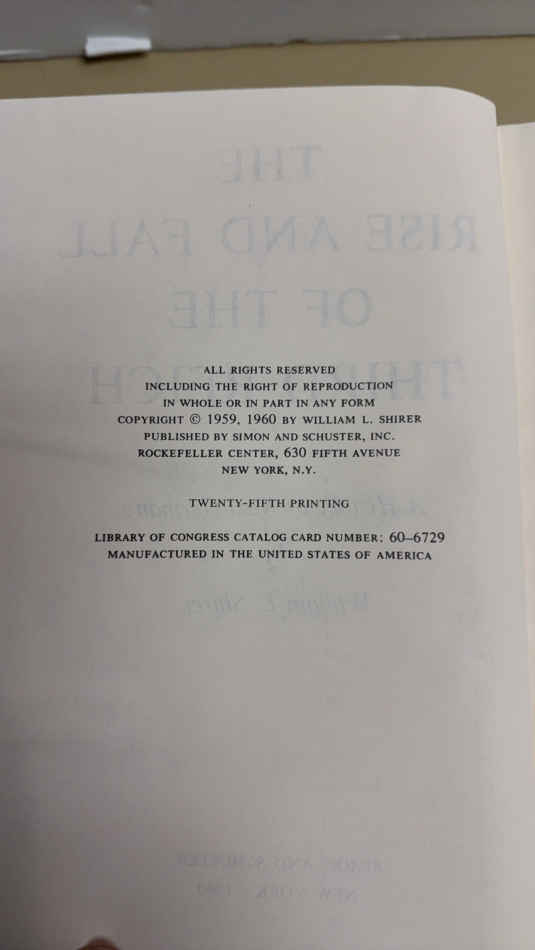 ALL RIGHTS RESERVED
INCLUDING THE RIGHT OF REPRODUCTION
IN WHOLE OR IN PART IN ANY FORM
COPYRIGHT © 1959, 1960 BY WILLIAM L. SHIRER
PUBLISHED BY SIMON AND SCHUSTER, INC.
ROCKEFELLER CENTER, 630 FIFTH AVENUE
NEW YORK, N.Y.
TWENTY-FIFTH PRINTING
LIBRARY OF CONGRESS CATALOG CARD NUMBER: 60–6729
MANUFACTURED IN THE UNITED STATES OF AMERICA